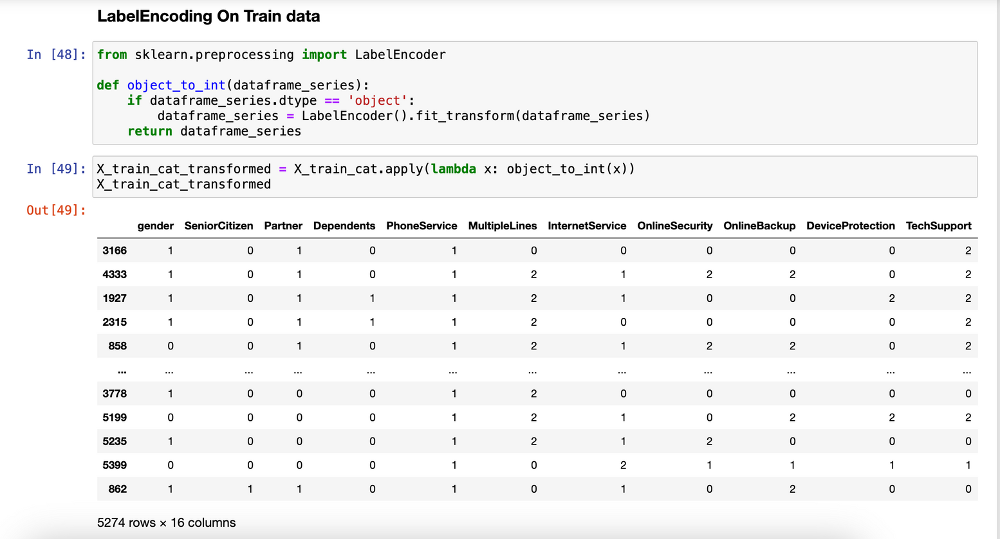 LabelEncoding On Train data
In [48]: from sklearn.preprocessing import LabelEncoder
def object_to_int(dataframe_series):
    if dataframe_series.dtype == 'object':
        dataframe_series = LabelEncoder().fit_transform(dataframe_series)
    return dataframe_series
In [49]: X_train_cat_transformed = X_train_cat.apply(lambda x: object_to_int(x))
X_train_cat_transformed
Out[49]:
gender SeniorCitizen Partner Dependents PhoneService MultipleLines InternetService OnlineSecurity OnlineBackup DeviceProtection TechSupport
3166 1 0 1 0 1 0 0 0 0 0 2
4333 1 0 1 0 1 2 1 2 2 0 2
1927 1 0 1 1 1 2 1 0 0 2 2
2315 1 0 1 1 1 2 0 0 0 0 2
858 0 0 1 0 1 2 1 2 2 0 2
... ... ... ... ... ... ... ... ... ... ... ...
3778 1 0 0 0 1 2 0 0 0 0 0
5199 0 0 0 0 1 2 1 0 2 2 2
5235 1 0 0 0 1 2 1 2 0 0 0
5399 0 0 0 0 1 0 2 1 1 1 1
862 1 1 1 0 1 0 1 0 2 0 0
5274 rows × 16 columns